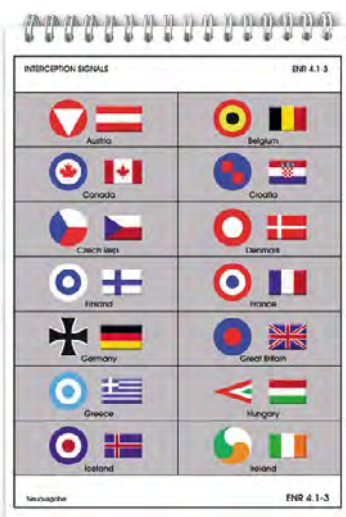 INTERCEPTION SIGNALS ENR 4.1-3
Austria Belgium
Canada Croatia
Czech Rep Denmark
Finland France
Germany Great Britain
Greece Hungary
Iceland Ireland
Neuausgabe ENR 4.1-3